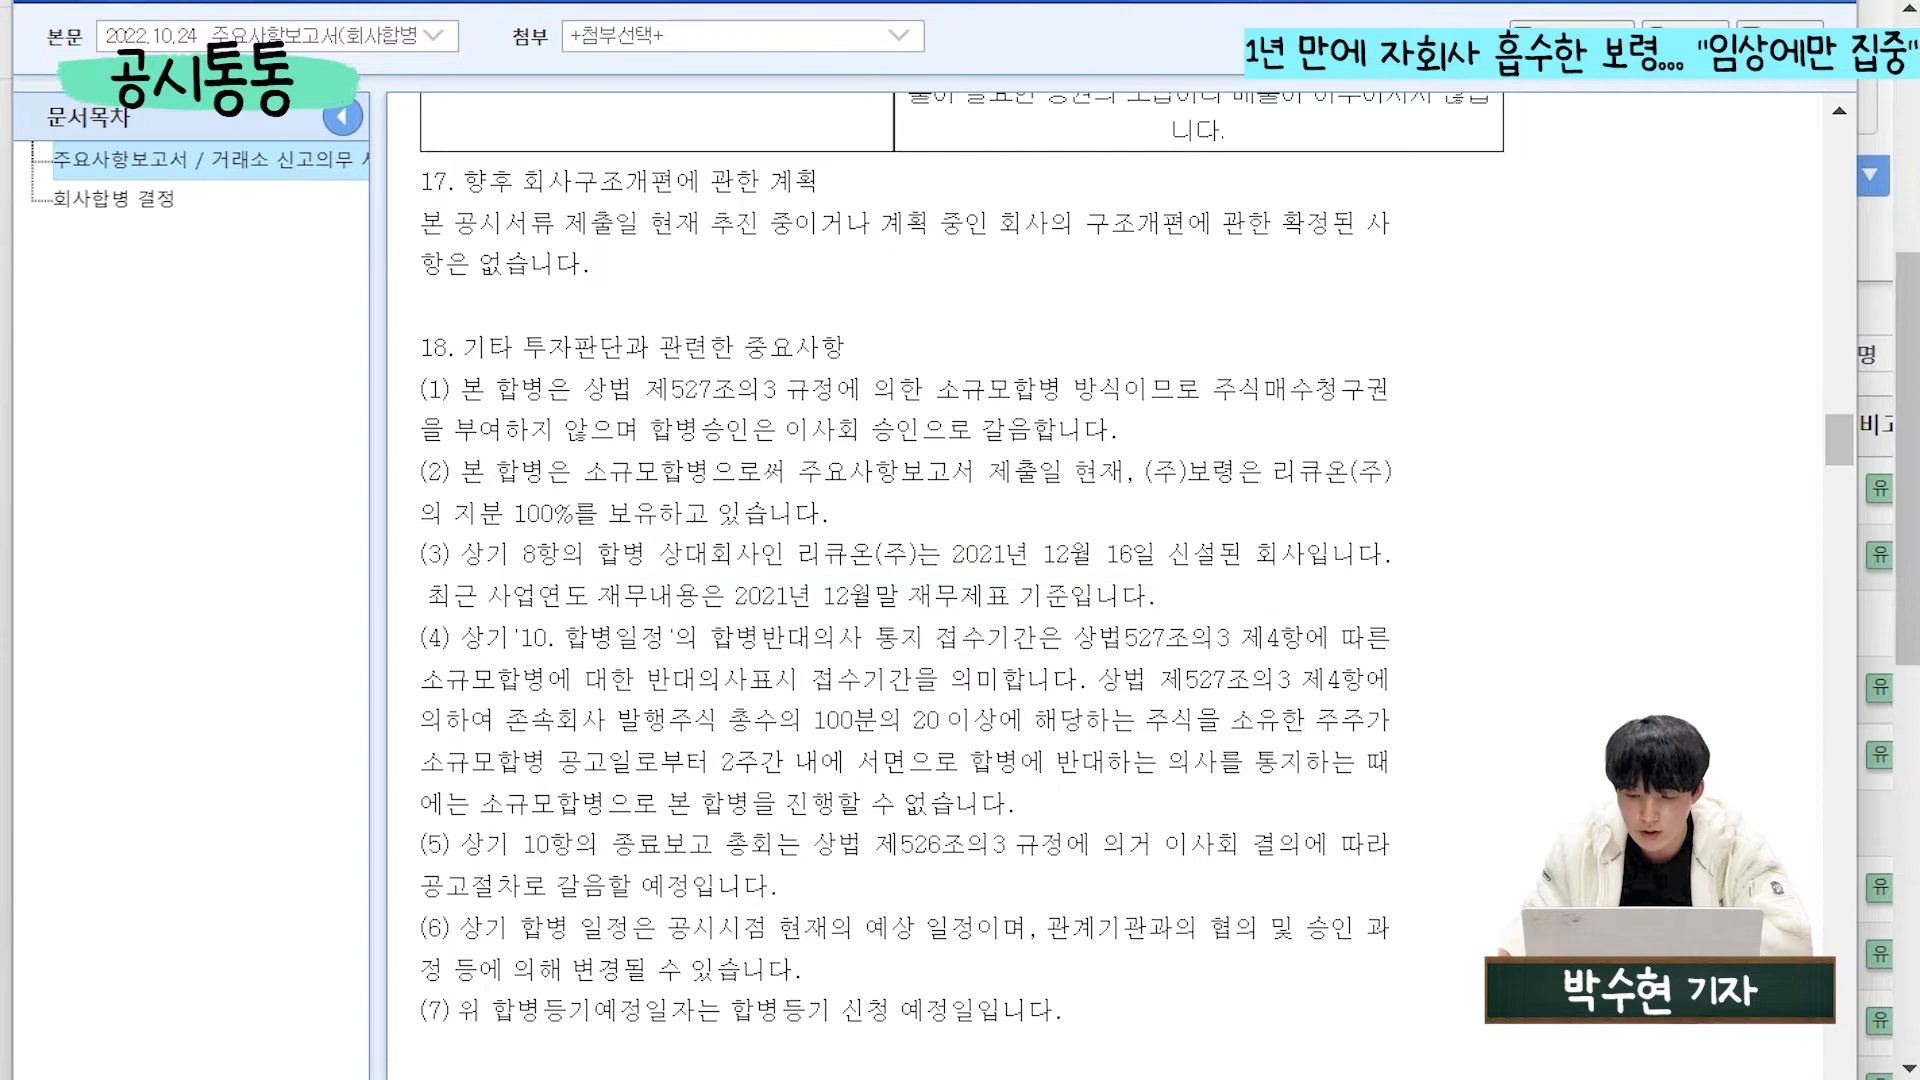 본문
2022.10.24 주요사항보고서(회사합병
첨부
+첨부선택+
1년 만에 자회사 흡수한 보령... "임상에만 집중"
공시통통
문서목차
주요사항보고서 / 거래소 신고의무
회사합병 결정
니다.
17. 향후 회사구조개편에 관한 계획
본 공시서류 제출일 현재 추진 중이거나 계획 중인 회사의 구조개편에 관한 확정된 사
항은 없습니다.
18. 기타 투자판단과 관련한 중요사항
(1) 본 합병은 상법 제527조의3 규정에 의한 소규모합병 방식이므로 주식매수청구권
을 부여하지 않으며 합병승인은 이사회 승인으로 갈음합니다.
(2) 본 합병은 소규모합병으로써 주요사항보고서 제출일 현재, (주)보령은 리큐온(주)
의 지분 100%를 보유하고 있습니다.
(3) 상기 8항의 합병 상대회사인 리큐온(주)는 2021년 12월 16일 신설된 회사입니다.
최근 사업연도 재무내용은 2021년 12월말 재무제표 기준입니다.
(4) 상기'10. 합병일정'의 합병반대의사 통지 접수기간은 상법527조의3 제4항에 따른
소규모합병에 대한 반대의사표시 접수기간을 의미합니다. 상법 제527조의3 제4항에
의하여 존속회사 발행주식 총수의 100분의 20 이상에 해당하는 주식을 소유한 주주가
소규모합병 공고일로부터 2주간 내에 서면으로 합병에 반대하는 의사를 통지하는 때
에는 소규모합병으로 본 합병을 진행할 수 없습니다.
(5) 상기 10항의 종료보고 총회는 상법 제526조의3 규정에 의거 이사회 결의에 따라
공고절차로 갈음할 예정입니다.
(6) 상기 합병 일정은 공시시점 현재의 예상 일정이며, 관계기관과의 협의 및 승인 과
정 등에 의해 변경될 수 있습니다.
(7) 위 합병등기예정일자는 합병등기 신청 예정일입니다.
명
비고
유
유
유
유
유
유
유
박수현 기자